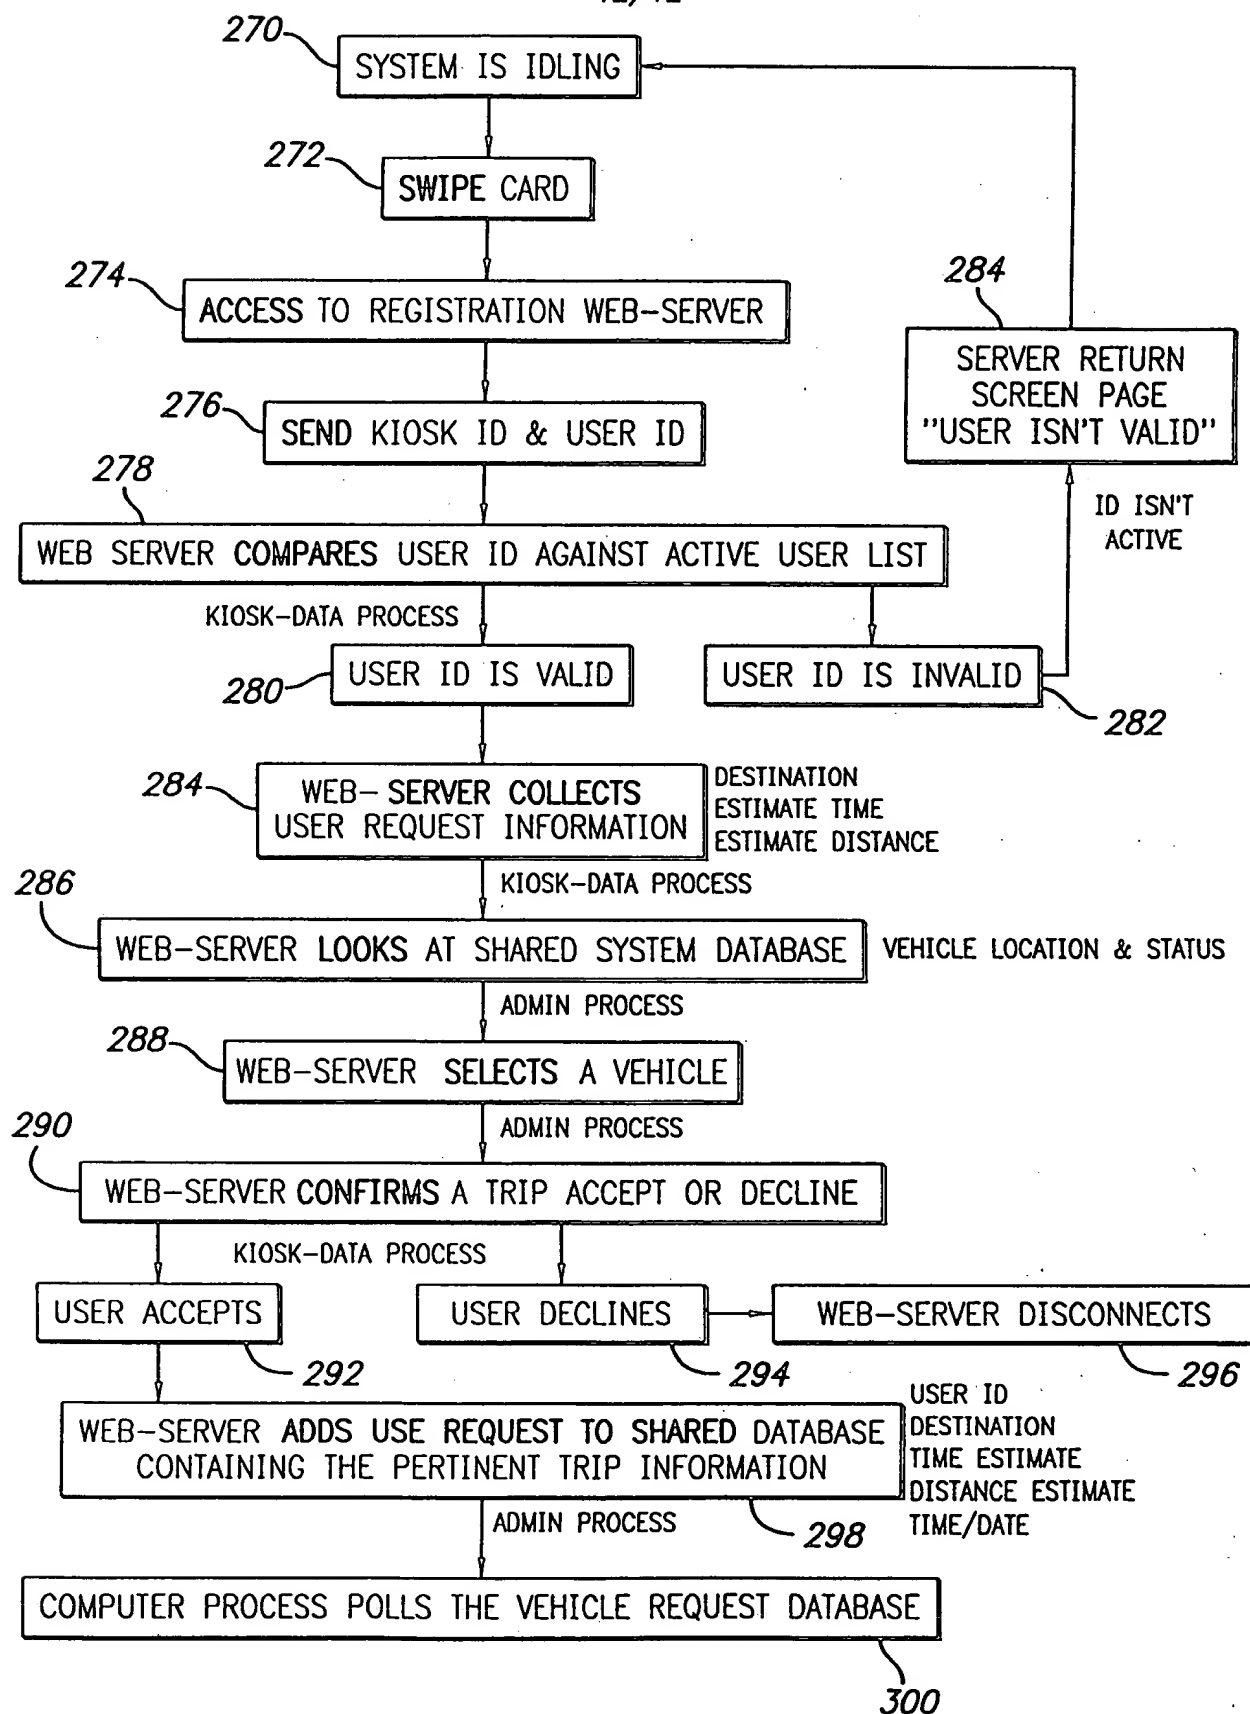 270
SYSTEM IS IDLING
272
SWIPE CARD
274
ACCESS TO REGISTRATION WEB-SERVER
284
SERVER RETURN
SCREEN PAGE
"USER ISN'T VALID"
276
SEND KIOSK ID & USER ID
278
ID ISN'T
ACTIVE
WEB SERVER COMPARES USER ID AGAINST ACTIVE USER LIST
KIOSK-DATA PROCESS
USER ID IS VALID
280
USER ID IS INVALID
282
284
WEB-SERVER COLLECTS
USER REQUEST INFORMATION
DESTINATION
ESTIMATE TIME
ESTIMATE DISTANCE
KIOSK-DATA PROCESS
286
WEB-SERVER LOOKS AT SHARED SYSTEM DATABASE
VEHICLE LOCATION & STATUS
ADMIN PROCESS
288
WEB-SERVER SELECTS A VEHICLE
ADMIN PROCESS
290
WEB-SERVER CONFIRMS A TRIP ACCEPT OR DECLINE
KIOSK-DATA PROCESS
USER ACCEPTS
292
USER DECLINES
294
WEB-SERVER DISCONNECTS
296
WEB-SERVER ADDS USE REQUEST TO SHARED DATABASE
CONTAINING THE PERTINENT TRIP INFORMATION
USER ID
DESTINATION
TIME ESTIMATE
DISTANCE ESTIMATE
TIME/DATE
298
ADMIN PROCESS
COMPUTER PROCESS POLLS THE VEHICLE REQUEST DATABASE
300